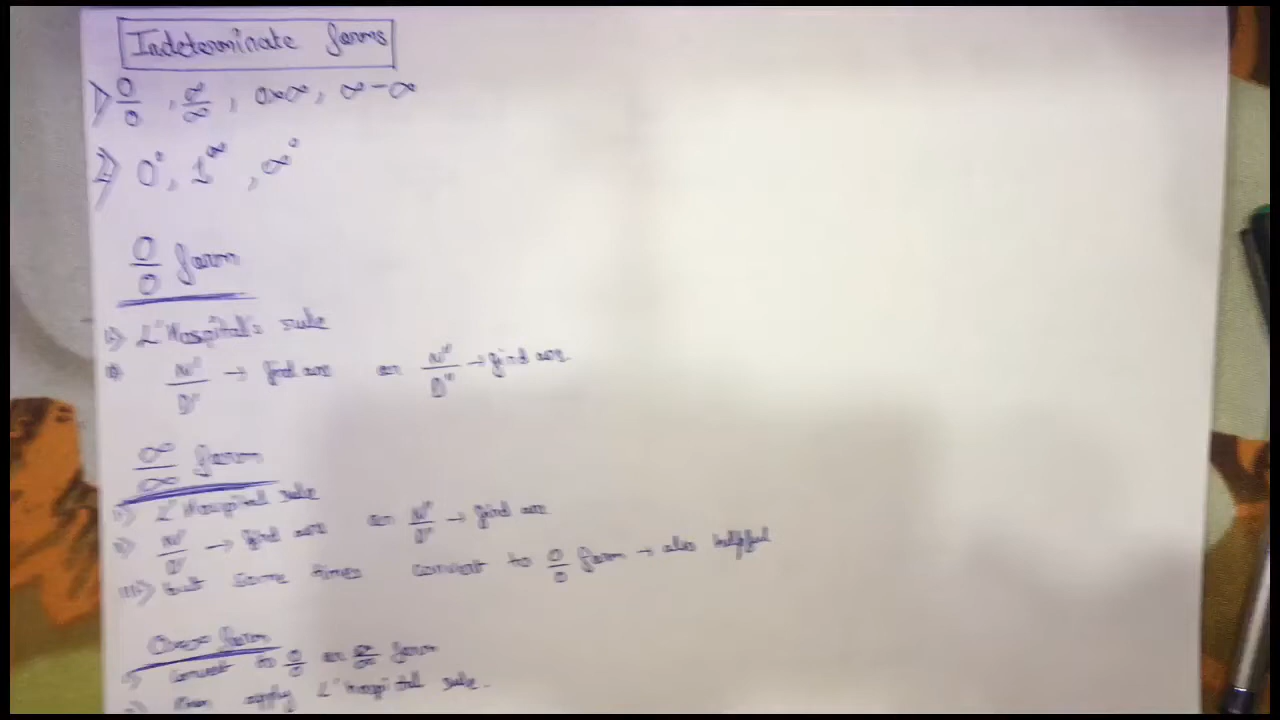 Indeterminate forms
1) 0/0 , ∞/∞ , 0×∞ , ∞-∞
2) 0⁰ , 1^∞ , ∞⁰
0/0 form
i) L'Hospital's rule
ii) N'/D' → find ans or N''/D'' → find ans
∞/∞ form
i) L'Hospital rule
ii) N'/D' → find ans or → find ans
iii) but some times convert to 0/0 form → also helpful
0×∞ form
i) convert to 0/0 or ∞/∞ form
ii) Then apply L'Hospital rule.